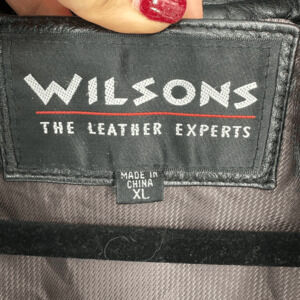 WILSONS
THE LEATHER EXPERTS
MADE IN
CHINA
XL